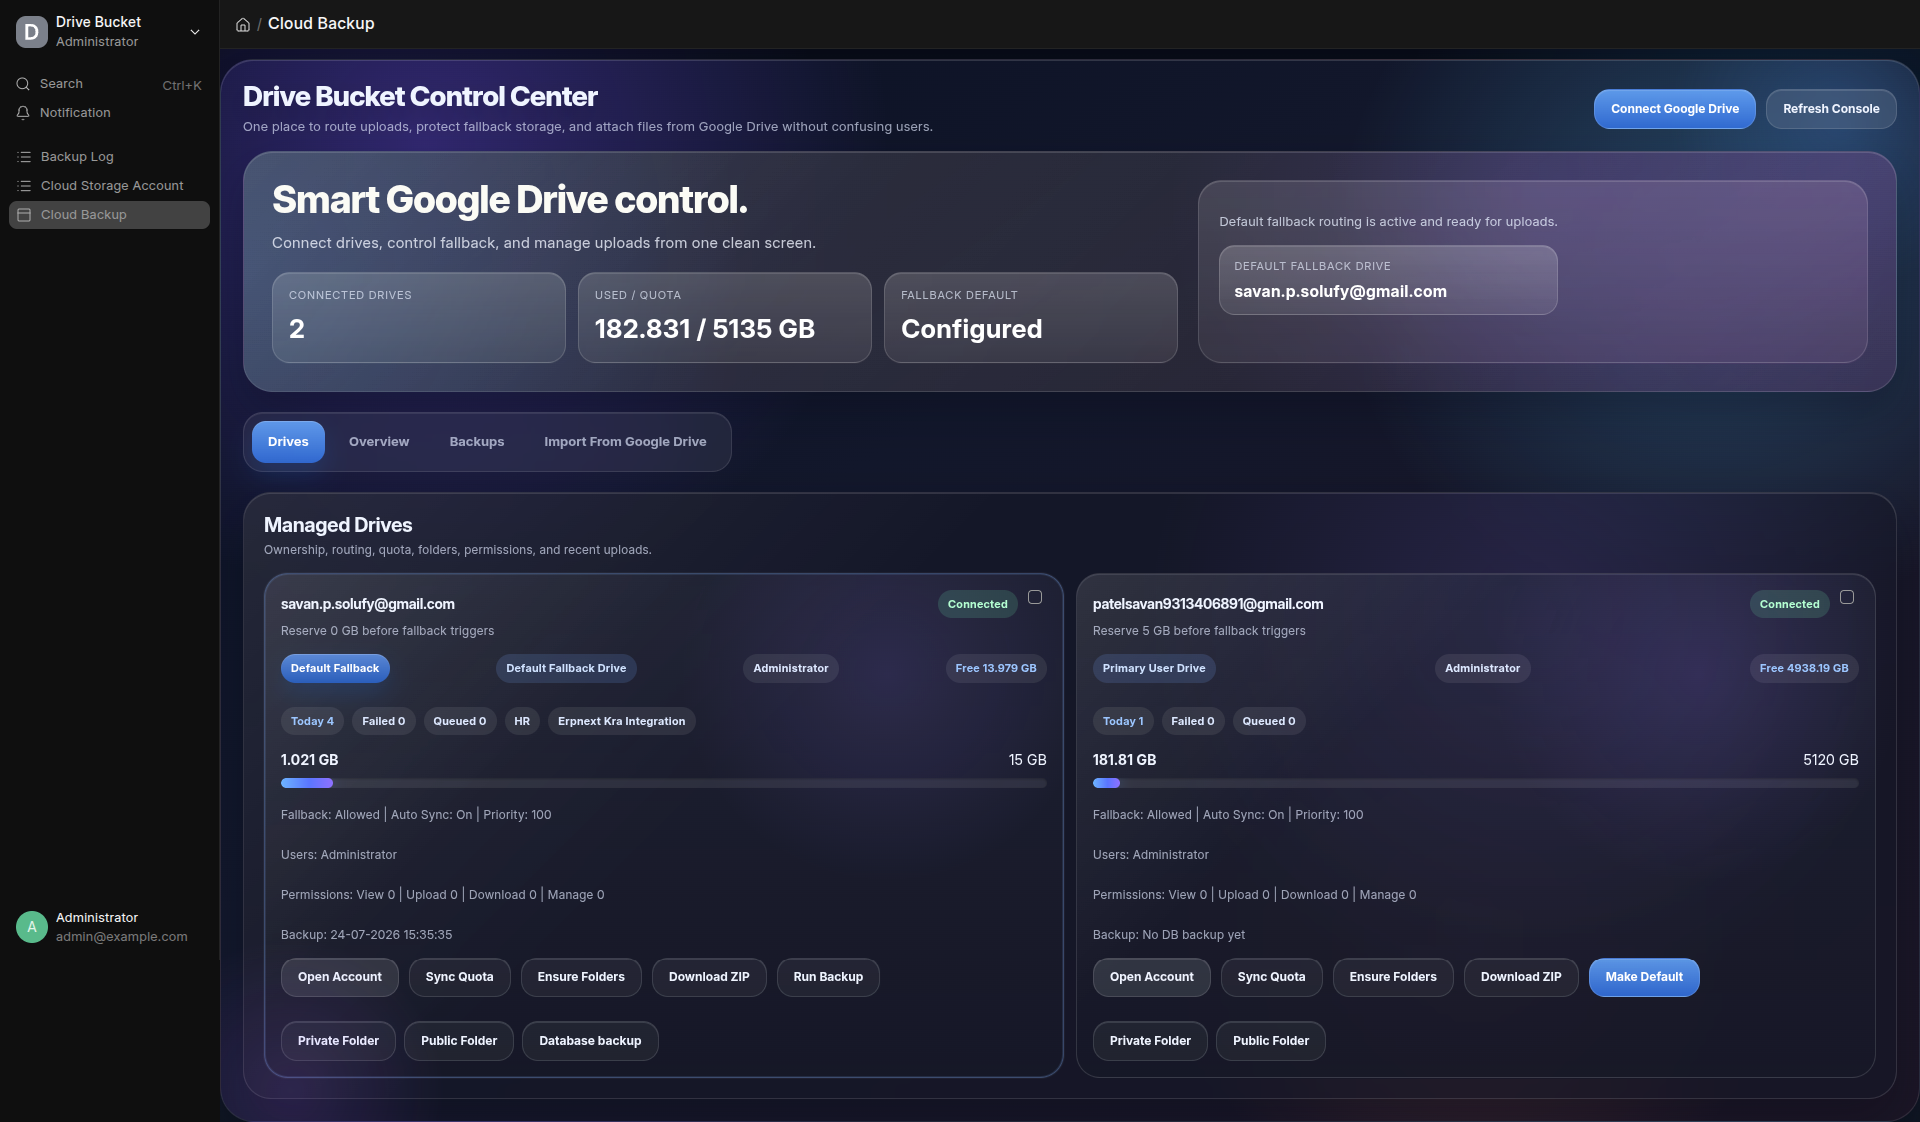 D
Drive Bucket
Administrator
Search
Ctrl+K
Notification
Backup Log
Cloud Storage Account
Cloud Backup
A
Administrator
admin@example.com
/ Cloud Backup
Drive Bucket Control Center
One place to route uploads, protect fallback storage, and attach files from Google Drive without confusing users.
Connect Google Drive
Refresh Console
Smart Google Drive control.
Connect drives, control fallback, and manage uploads from one clean screen.
CONNECTED DRIVES
2
USED / QUOTA
182.831 / 5135 GB
FALLBACK DEFAULT
Configured
Default fallback routing is active and ready for uploads.
DEFAULT FALLBACK DRIVE
savan.p.solufy@gmail.com
Drives
Overview
Backups
Import From Google Drive
Managed Drives
Ownership, routing, quota, folders, permissions, and recent uploads.
savan.p.solufy@gmail.com
Connected
Reserve 0 GB before fallback triggers
Default Fallback
Default Fallback Drive
Administrator
Free 13.979 GB
Today 4
Failed 0
Queued 0
HR
Erpnext Kra Integration
1.021 GB
15 GB
Fallback: Allowed | Auto Sync: On | Priority: 100
Users: Administrator
Permissions: View 0 | Upload 0 | Download 0 | Manage 0
Backup: 24-07-2026 15:35:35
Open Account
Sync Quota
Ensure Folders
Download ZIP
Run Backup
Private Folder
Public Folder
Database backup
patelsavan9313406891@gmail.com
Connected
Reserve 5 GB before fallback triggers
Primary User Drive
Administrator
Free 4938.19 GB
Today 1
Failed 0
Queued 0
181.81 GB
5120 GB
Fallback: Allowed | Auto Sync: On | Priority: 100
Users: Administrator
Permissions: View 0 | Upload 0 | Download 0 | Manage 0
Backup: No DB backup yet
Open Account
Sync Quota
Ensure Folders
Download ZIP
Make Default
Private Folder
Public Folder